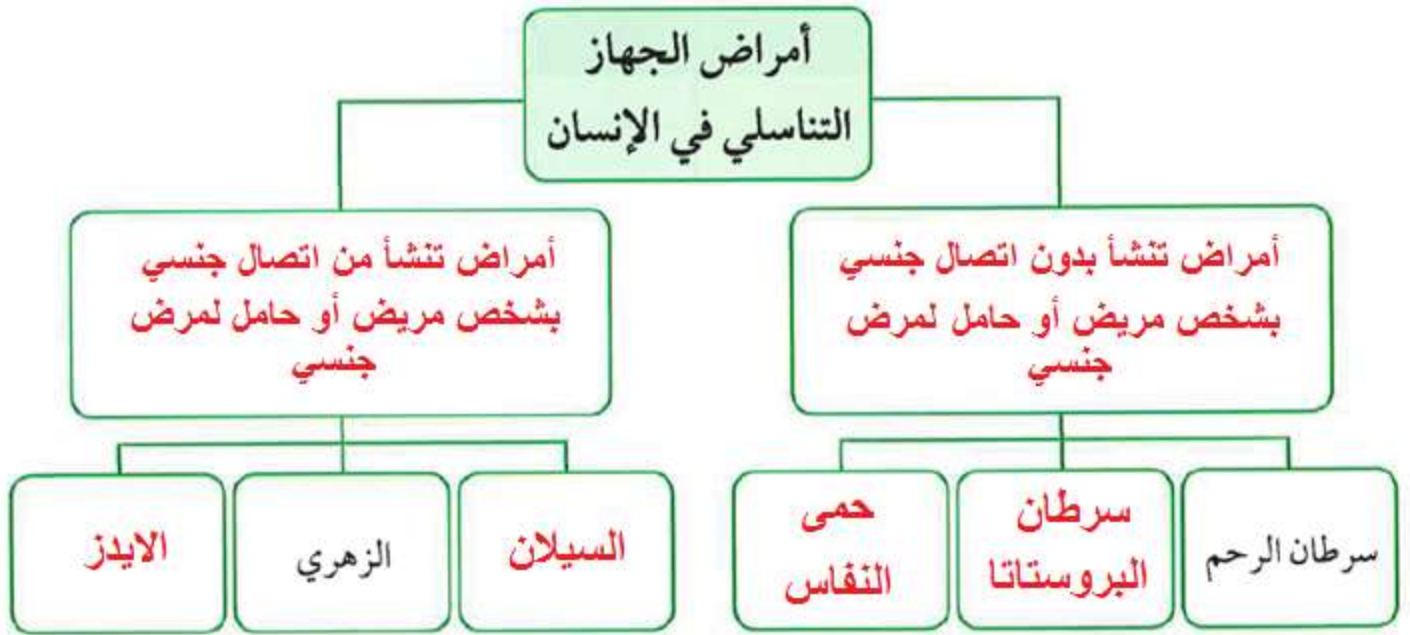 أمراض الجهاز
التناسلي في الإنسان
أمراض تنشأ بدون اتصال جنسي
بشخص مريض أو حامل لمرض
جنسي
أمراض تنشأ من اتصال جنسي
بشخص مريض أو حامل لمرض
جنسي
سرطان الرحم
سرطان
البروستاتا
حمى
النفاس
السيلان
الزهري
الايدز